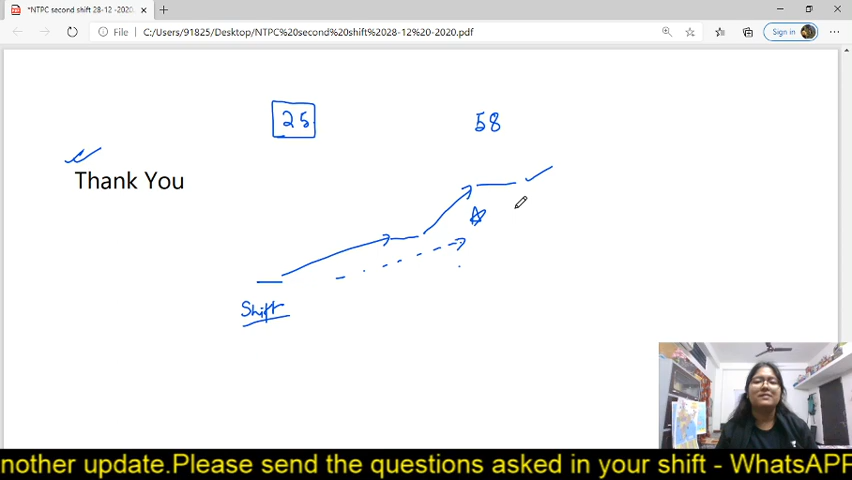 *NTPC second shift 28-12 -2020-
File
C:/Users/91825/Desktop/NTPC%20second%20shift%2028-12%20-2020.pdf
Sign in
25 58
Thank You
Shift
nother update.Please send the questions asked in your shift - WhatsAPP